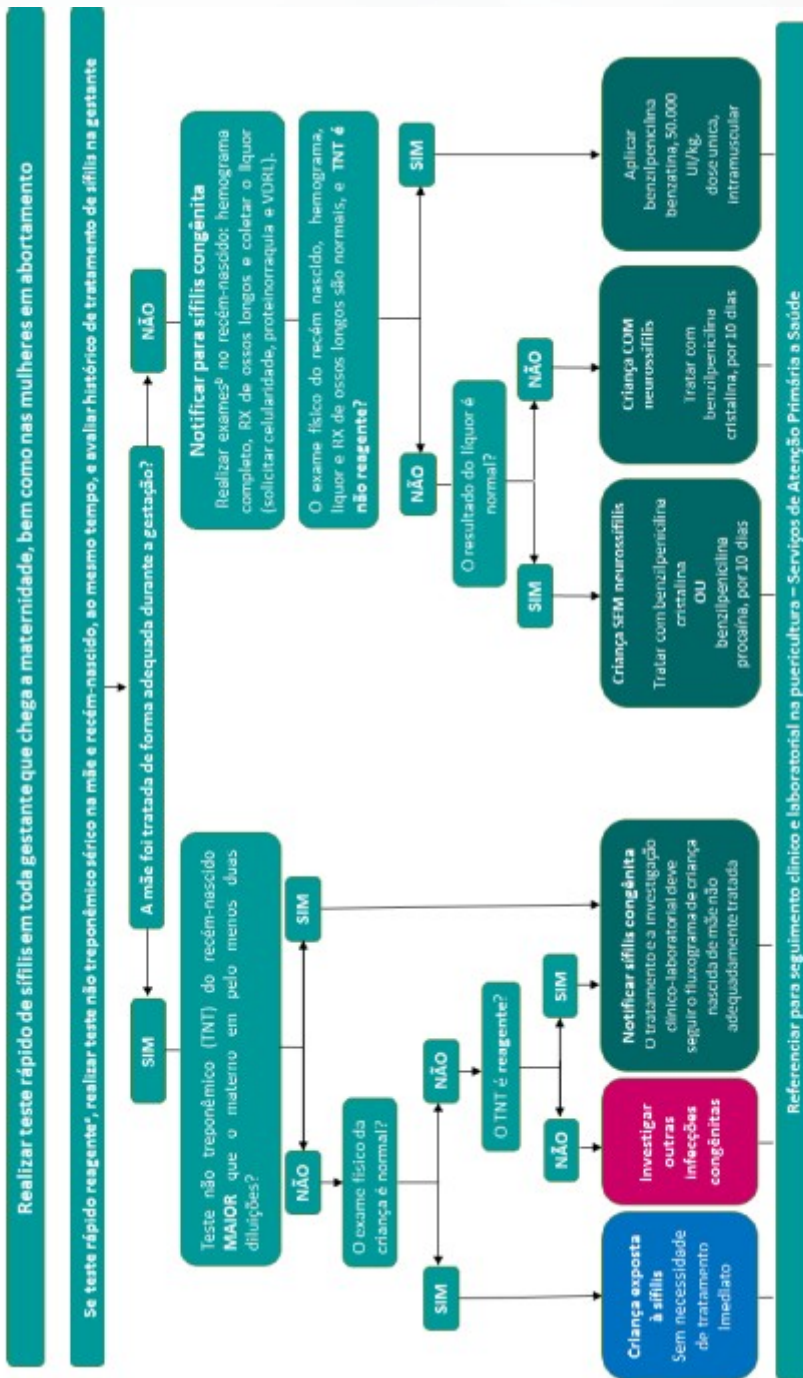 Realizar teste rápido de sífilis em toda gestante que chega a maternidade, bem como nas mulheres em abortamento
Se teste rápido reagenteª, realizar teste não treponêmico sérico na mãe e recém-nascido, ao mesmo tempo, e avaliar histórico de tratamento de sífilis na gestante
A mãe foi tratada de forma adequada durante a gestação?
SIM
Teste não treponêmico (TNT) do recém-nascido
MAIOR que o materno em pelo menos duas
diluições?
NÃO
SIM
O exame físico da
criança é normal?
SIM
NÃO
O TNT é reagente?
NÃO
SIM
Criança exposta
à sífilis
Sem necessidade
de tratamento
Imediato
Investigar
outras
infecções
congênitas
Notificar sífilis congênita
O tratamento e a investigação
clínico-laboratorial deve
seguir o fluxograma de criança
nascida de mãe não
adequadamente tratada
NÃO
Notificar para sífilis congênita
Realizar examesᵇ no recém-nascido: hemograma
completo, RX de ossos longos e coletar o líquor
(solicitar celularidade, proteinorraquia e VDRL).
O exame físico do recém nascido, hemograma,
líquor e RX de ossos longos são normais, e TNT é
não reagente?
NÃO
SIM
O resultado do líquor é
normal?
SIM
NÃO
Criança SEM neurossífilis
Tratar com benzilpenicilina
cristalina
OU
benzilpenicilina
procaína, por 10 dias
Criança COM
neurossífilis
Tratar com
benzilpenicilina
cristalina, por 10 dias
Aplicar
benzilpenicilina
benzatina, 50.000
UI/kg,
dose unica,
intramuscular
Referenciar para seguimento clínico e laboratorial na puericultura – Serviços de Atenção Primária a Saúde